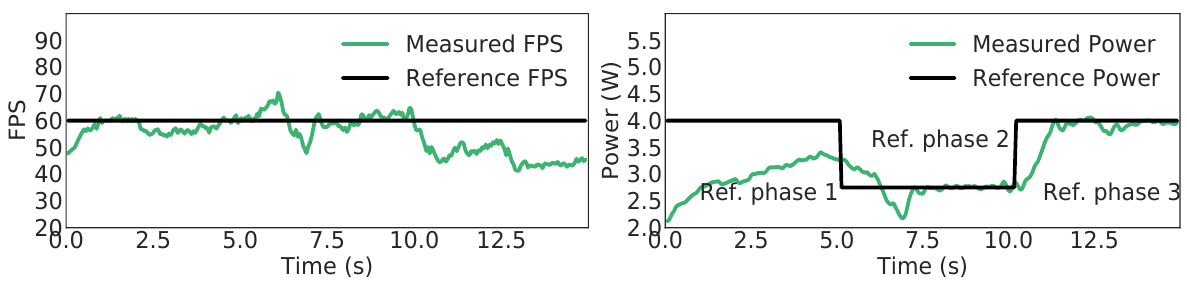 FPS
90
80
70
60
50
40
30
20
Measured FPS
Reference FPS
0.0 2.5 5.0 7.5 10.0 12.5
Time (s)
Power (W)
5.5
5.0
4.5
4.0
3.5
3.0
2.5
2.0
Measured Power
Reference Power
Ref. phase 2
Ref. phase 1
Ref. phase 3
0.0 2.5 5.0 7.5 10.0 12.5
Time (s)